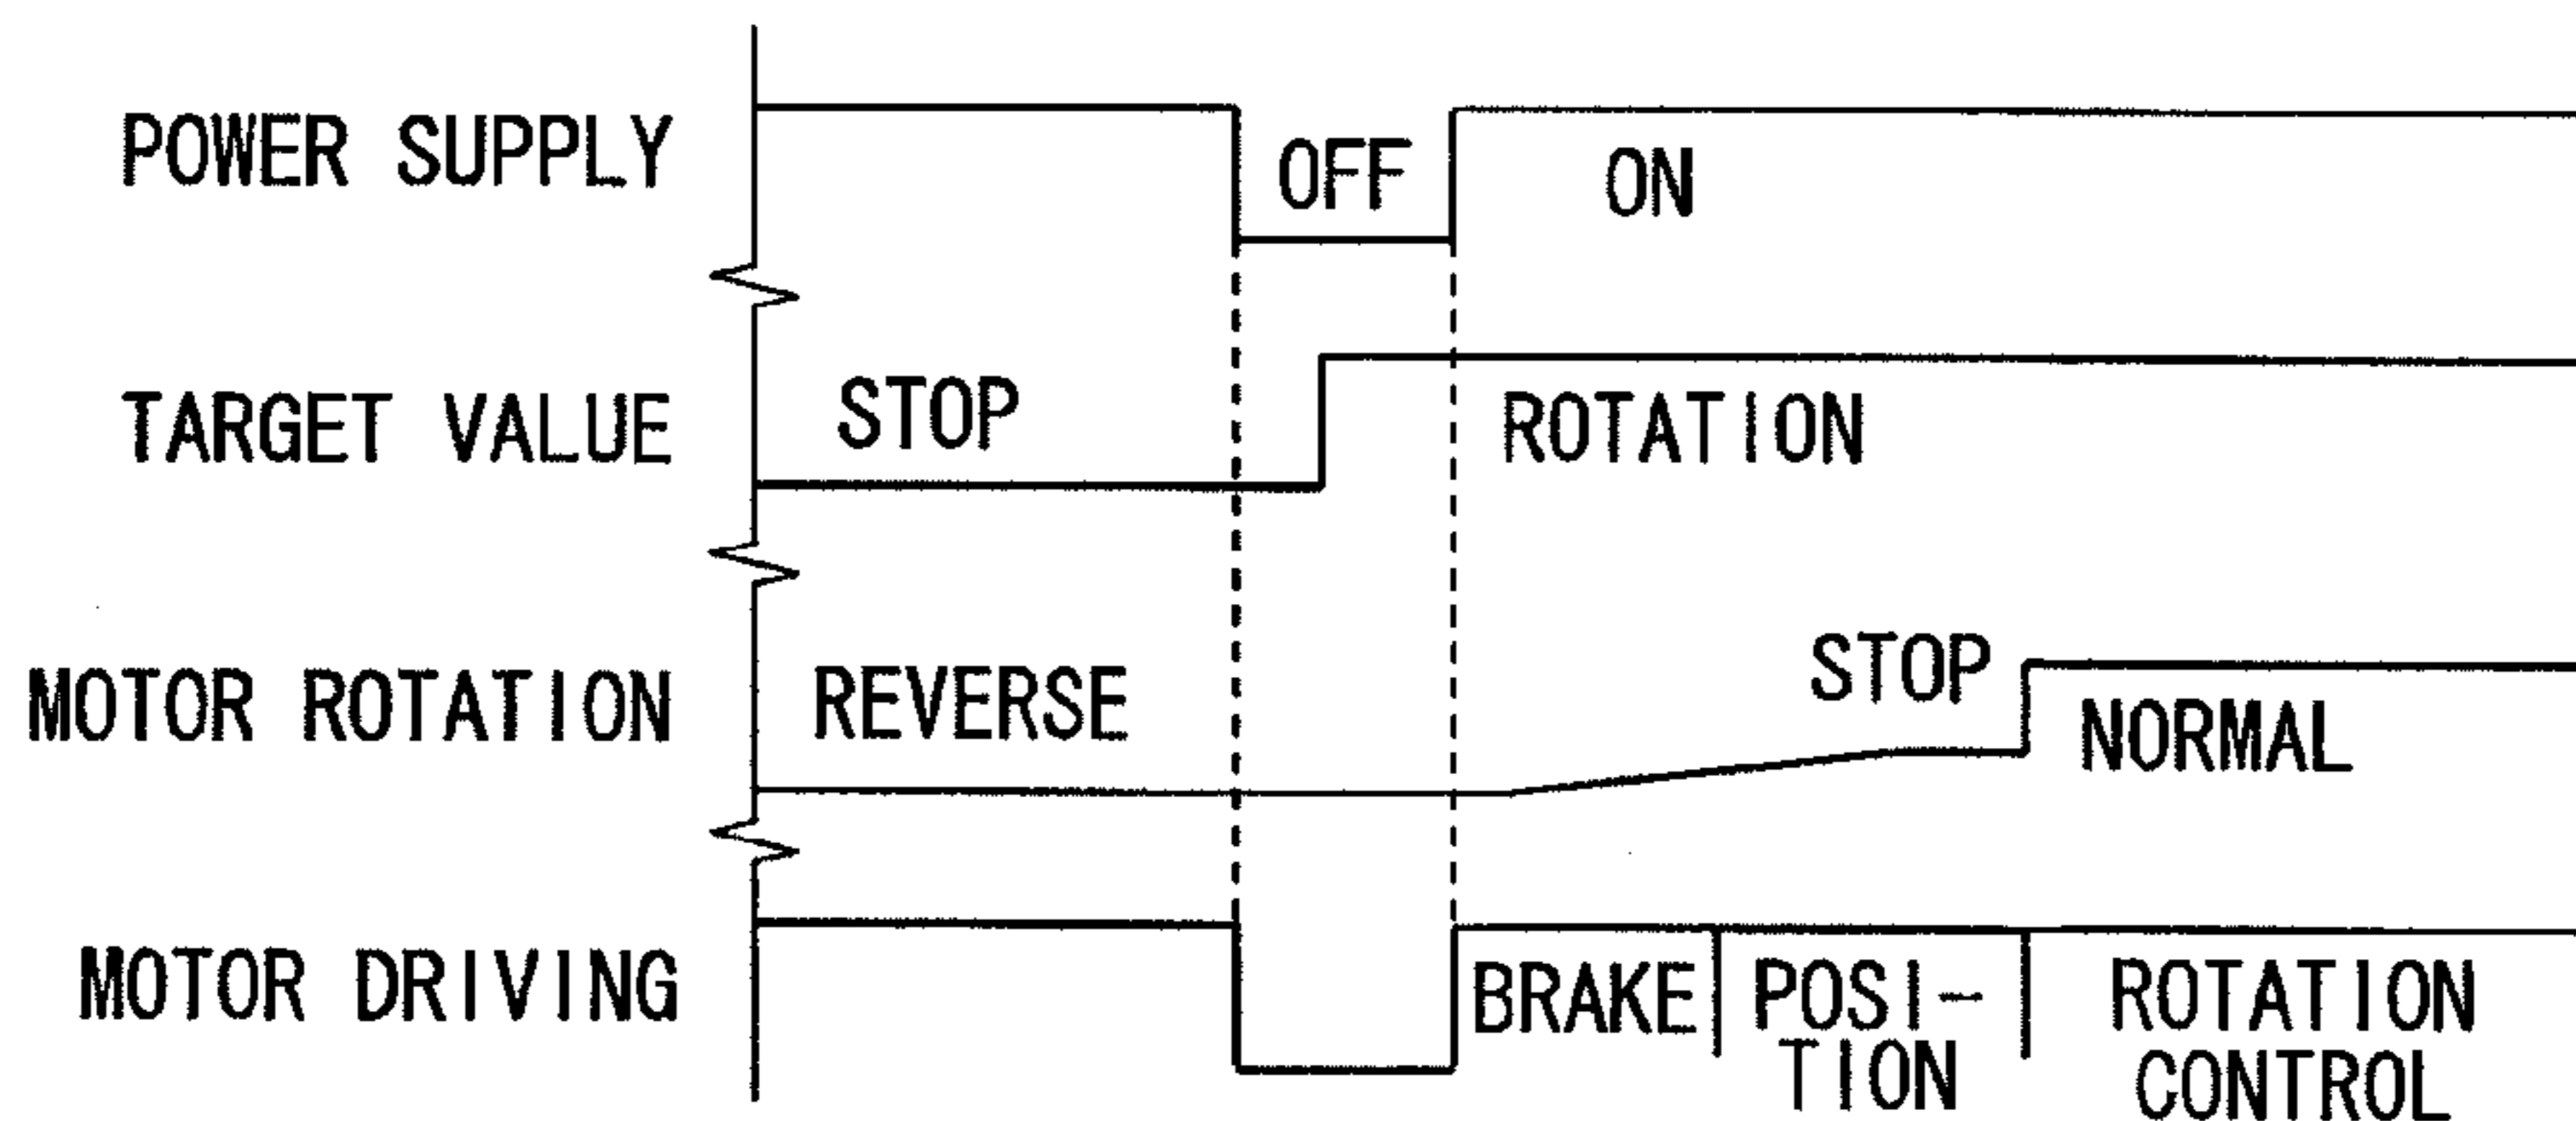 POWER SUPPLY
OFF
ON
TARGET VALUE
STOP
ROTATION
MOTOR ROTATION
REVERSE
STOP
NORMAL
MOTOR DRIVING
BRAKE
POSI-
TION
ROTATION
CONTROL